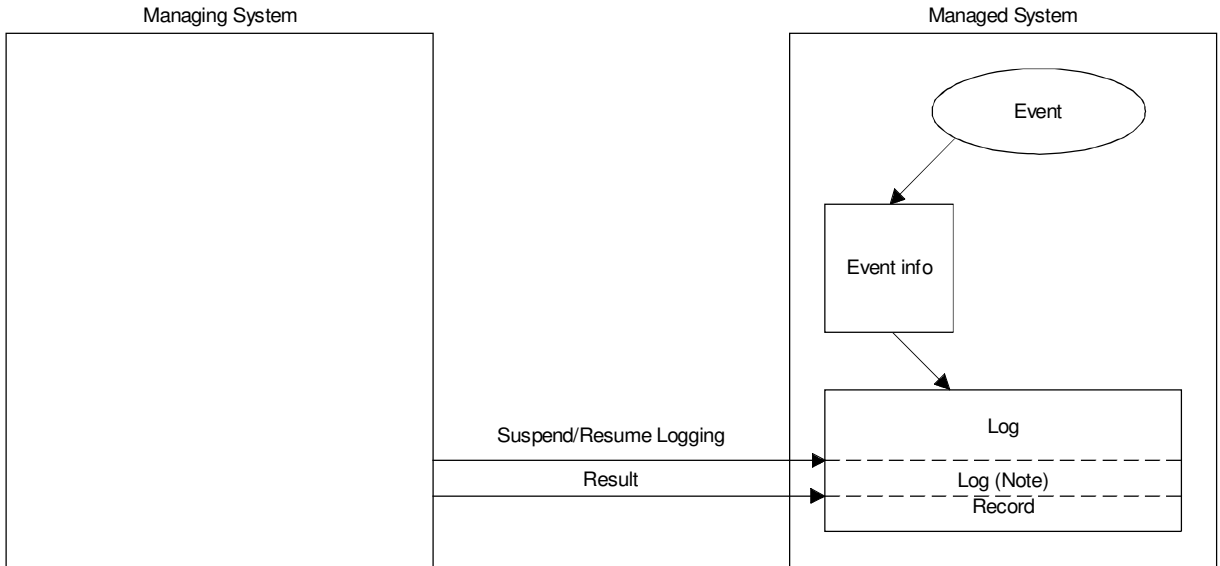 Managing System
Managed System
Event
Event info
Log
Suspend/Resume Logging
Result
Log (Note)
Record